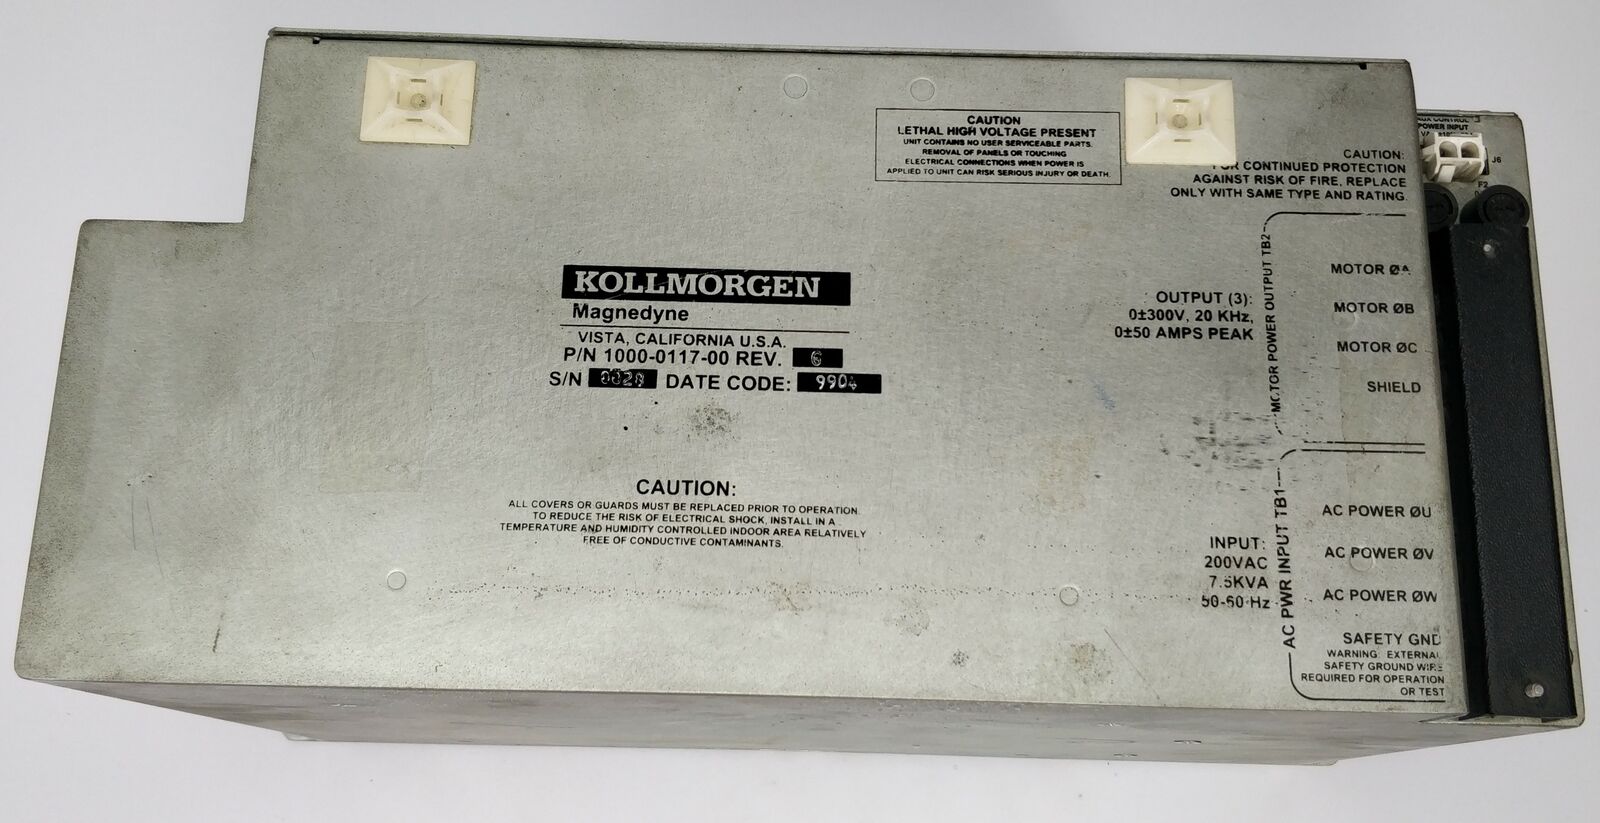 CAUTION
LETHAL HIGH VOLTAGE PRESENT
UNIT CONTAINS NO USER SERVICEABLE PARTS.
REMOVAL OF PANELS OR TOUCHING
ELECTRICAL CONNECTIONS WHEN POWER IS
APPLIED TO UNIT CAN RISK SERIOUS INJURY OR DEATH.
CAUTION:
FOR CONTINUED PROTECTION
AGAINST RISK OF FIRE, REPLACE
ONLY WITH SAME TYPE AND RATING.
AUX CONTROL
POWER INPUT
J6
F2
KOLLMORGEN
Magnedyne
VISTA, CALIFORNIA U.S.A.
P/N 1000-0117-00 REV. G
S/N DATE CODE: 9904
CAUTION:
ALL COVERS OR GUARDS MUST BE REPLACED PRIOR TO OPERATION.
TO REDUCE THE RISK OF ELECTRICAL SHOCK, INSTALL IN A
TEMPERATURE AND HUMIDITY CONTROLLED INDOOR AREA RELATIVELY
FREE OF CONDUCTIVE CONTAMINANTS.
OUTPUT (3):
0±300V, 20 KHz,
0±50 AMPS PEAK
MOTOR POWER OUTPUT TB2
MOTOR ØA
MOTOR ØB
MOTOR ØC
SHIELD
INPUT:
200VAC
7.5KVA
50-60 Hz
AC PWR INPUT TB1
AC POWER ØU
AC POWER ØV
AC POWER ØW
SAFETY GND
WARNING: EXTERNAL
SAFETY GROUND WIRE
REQUIRED FOR OPERATION
OR TEST